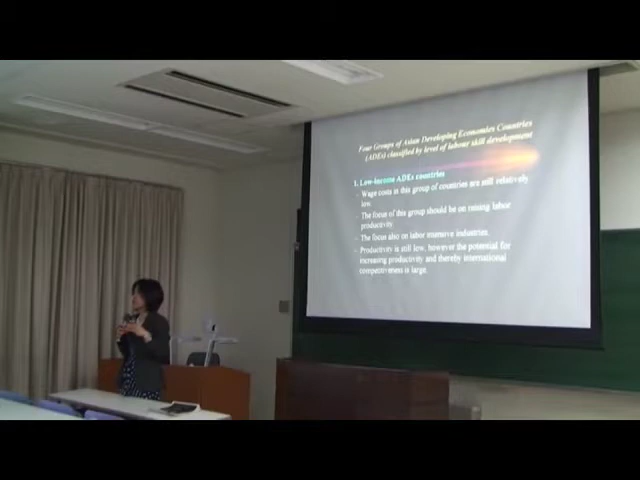 Four Groups of Asian Developing Economies Countries
(ADEs) classified by level of labour skill development
1. Low-income ADEs countries
- Wage costs in this group of countries are still relatively
low.
- The focus of this group should be on raising labor
productivity.
- The focus also on labor intensive industries.
- Productivity is still low, however the potential for
increasing productivity and thereby international
competitiveness is large.